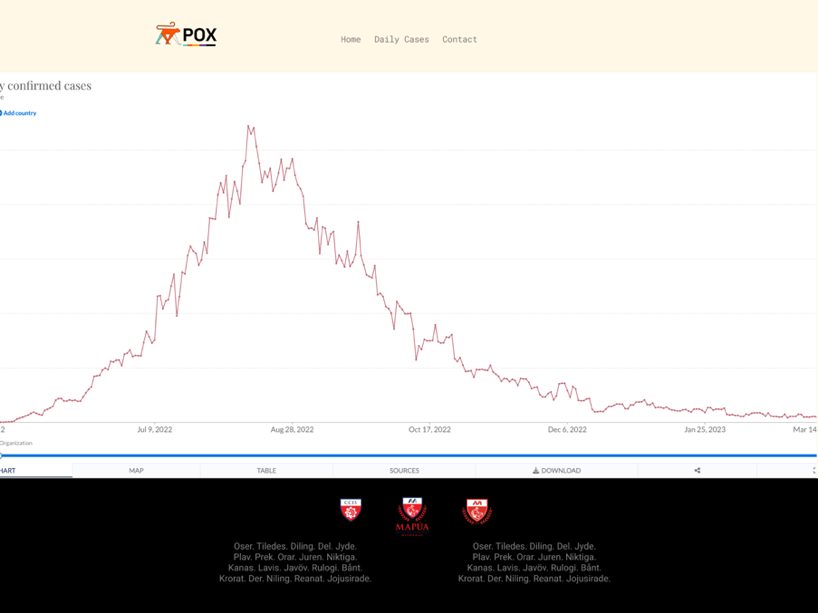 POX
Home Daily Cases Contact
y confirmed cases
e
Add country
2 Jul 9, 2022 Aug 28, 2022 Oct 17, 2022 Dec 6, 2022 Jan 25, 2023 Mar 14
Organization
HART MAP TABLE SOURCES DOWNLOAD
CCIS
MAPÚA
Oser. Tiledes. Diling. Del. Jyde.
Plav. Prek. Orar. Juren. Niktiga.
Kanas. Lavis. Javöv. Rulogi. Bånt.
Krorat. Der. Niling. Reanat. Jojusirade.
Oser. Tiledes. Diling. Del. Jyde.
Plav. Prek. Orar. Juren. Niktiga.
Kanas. Lavis. Javöv. Rulogi. Bånt.
Krorat. Der. Niling. Reanat. Jojusirade.